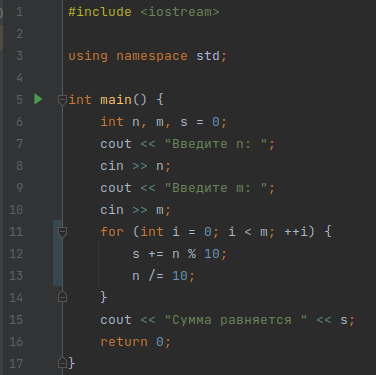 1 #include <iostream>
2
3 using namespace std;
4
5 int main() {
6     int n, m, s = 0;
7     cout << "Введите n: ";
8     cin >> n;
9     cout << "Введите m: ";
10     cin >> m;
11     for (int i = 0; i < m; ++i) {
12         s += n % 10;
13         n /= 10;
14     }
15     cout << "Сумма равняется " << s;
16     return 0;
17 }